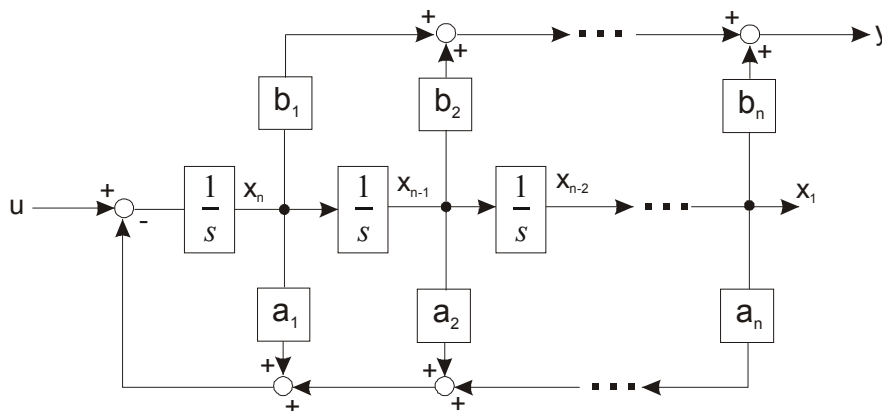 + + + y
+ +
b₁ b₂ bₙ
u + 1/s xₙ 1/s xₙ₋₁ 1/s xₙ₋₂ x₁
-
a₁ a₂ aₙ
+ + + +